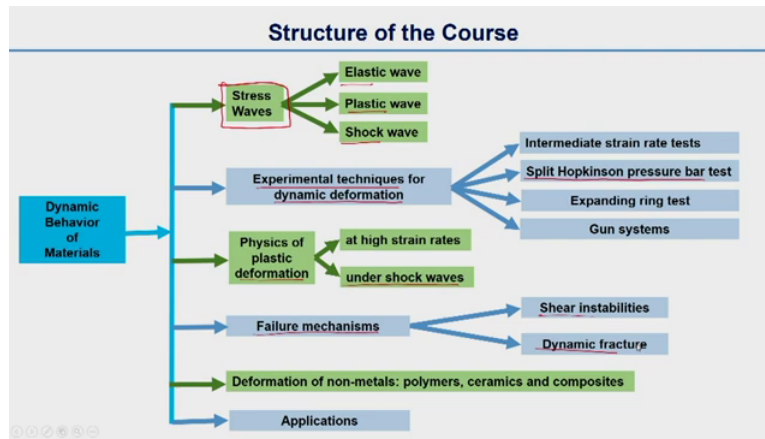 Structure of the Course
Stress
Waves
Elastic wave
Plastic wave
Shock wave
Experimental techniques for
dynamic deformation
Intermediate strain rate tests
Split Hopkinson pressure bar test
Expanding ring test
Gun systems
Dynamic
Behavior
of
Materials
Physics of
plastic
deformation
at high strain rates
under shock waves
Failure mechanisms
Shear instabilities
Dynamic fracture
Deformation of non-metals: polymers, ceramics and composites
Applications